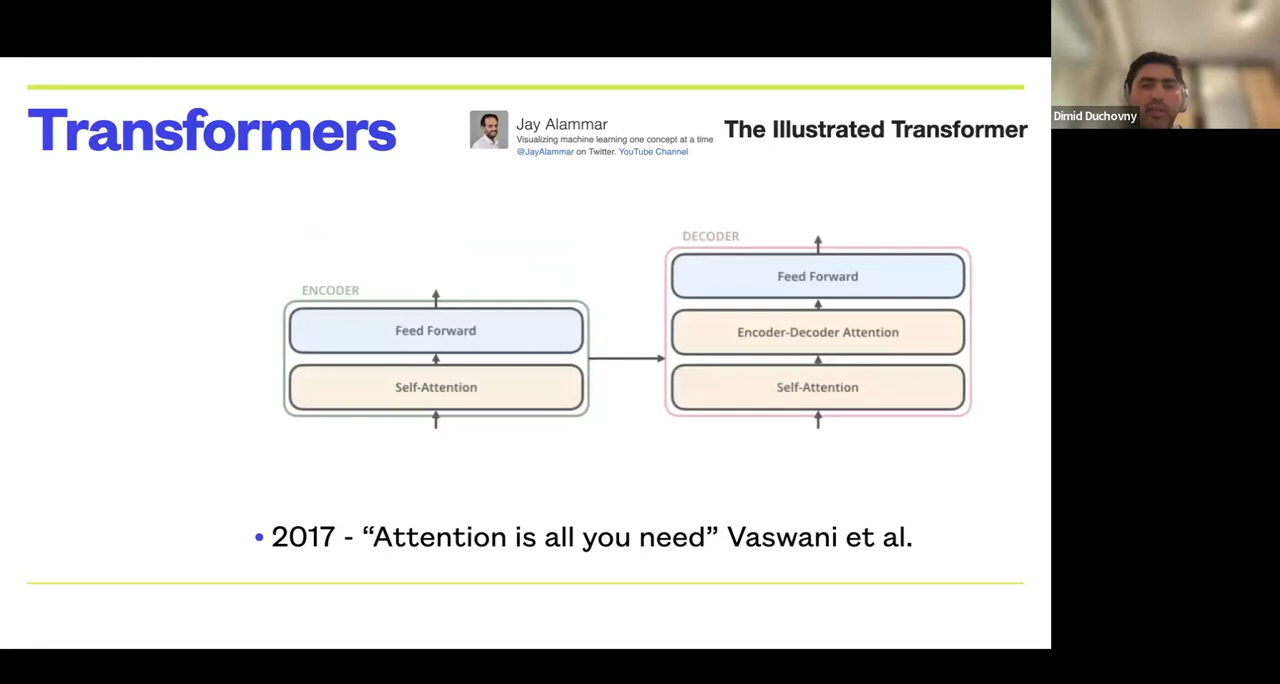 Transformers
Jay Alammar
Visualizing machine learning one concept at a time
@JayAlammar on Twitter. YouTube Channel
The Illustrated Transformer
Dimid Duchovny
ENCODER
Feed Forward
Self-Attention
DECODER
Feed Forward
Encoder-Decoder Attention
Self-Attention
• 2017 - “Attention is all you need” Vaswani et al.